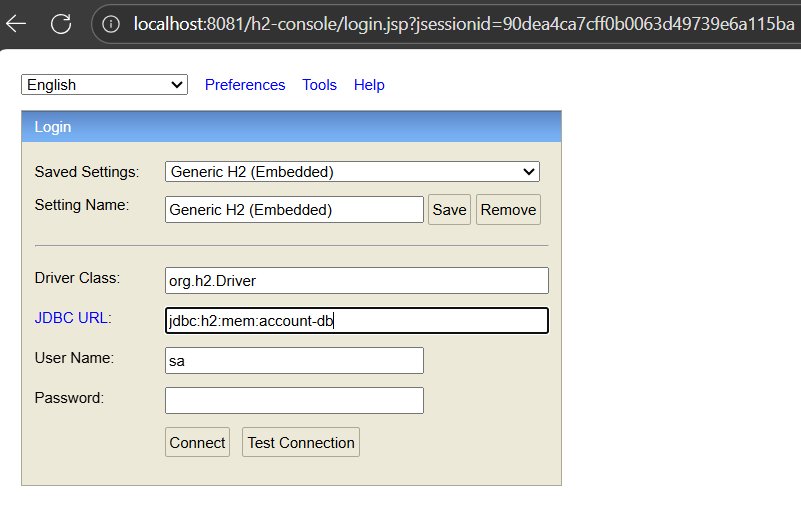 localhost:8081/h2-console/login.jsp?jsessionid=90dea4ca7cff0b0063d49739e6a115ba
English Preferences Tools Help
Login
Saved Settings: Generic H2 (Embedded)
Setting Name: Generic H2 (Embedded) Save Remove
Driver Class: org.h2.Driver
JDBC URL: jdbc:h2:mem:account-db
User Name: sa
Password:
Connect Test Connection